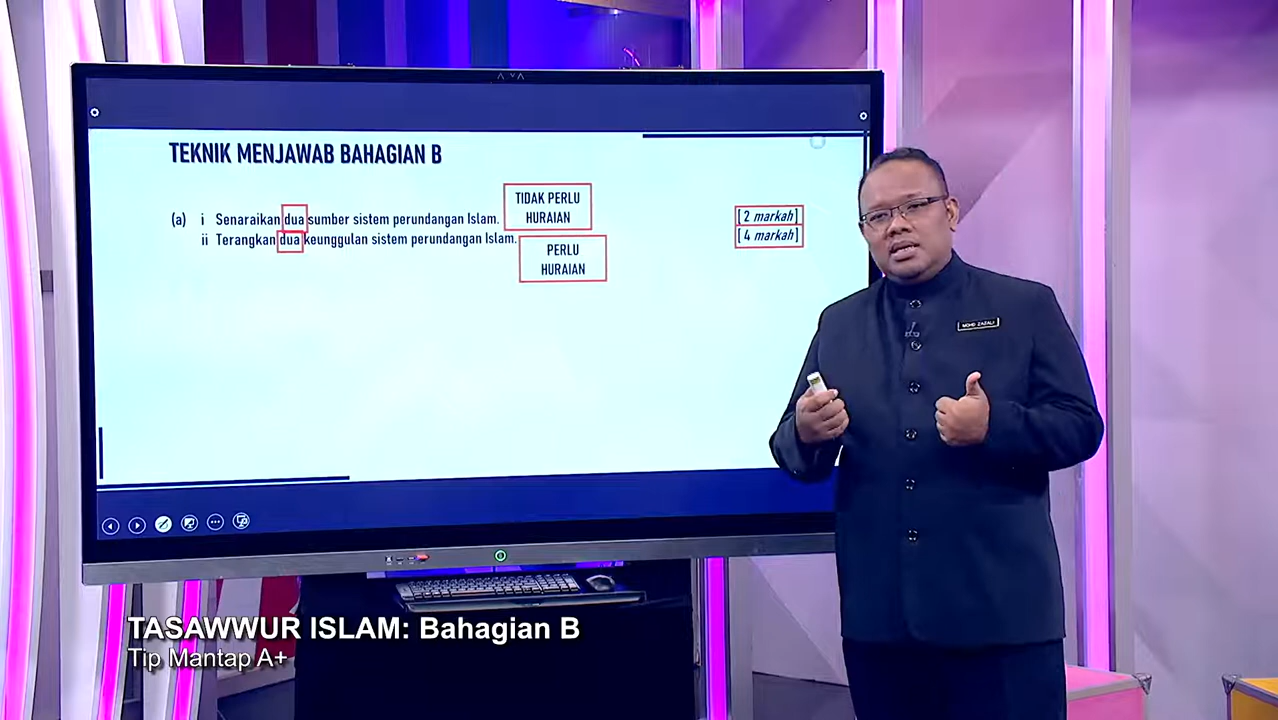 TEKNIK MENJAWAB BAHAGIAN B
(a) i Senaraikan dua sumber sistem perundangan Islam.
TIDAK PERLU
HURAIAN
[ 2 markah]
ii Terangkan dua keunggulan sistem perundangan Islam.
PERLU
HURAIAN
[ 4 markah]
MOHD ZAZALI
TASAWWUR ISLAM: Bahagian B
Tip Mantap A+